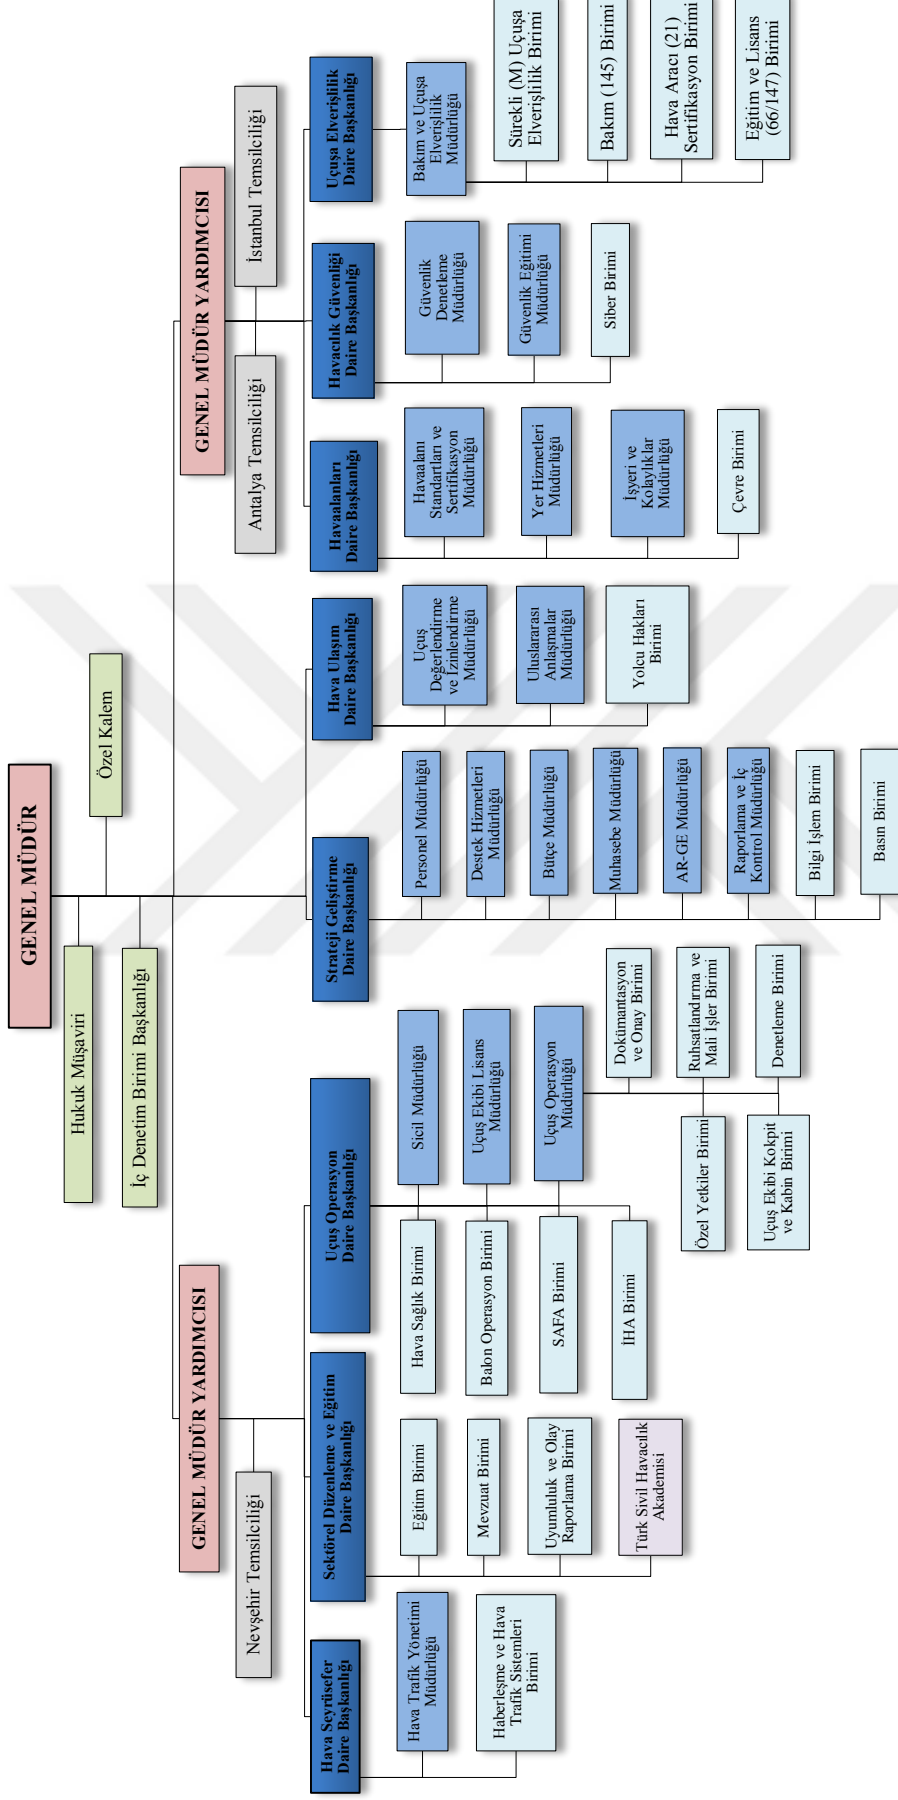 GENEL MÜDÜR
Hukuk Müşaviri
Özel Kalem
İç Denetim Birimi Başkanlığı
GENEL MÜDÜR YARDIMCISI
GENEL MÜDÜR YARDIMCISI
Nevşehir Temsilciliği
Antalya Temsilciliği
İstanbul Temsilciliği
Hava Seyrüsefer
Daire Başkanlığı
Hava Trafik Yönetimi
Müdürlüğü
Haberleşme ve Hava
Trafik Sistemleri
Birimi
Sektörel Düzenleme ve Eğitim
Daire Başkanlığı
Eğitim Birimi
Mevzuat Birimi
Uyumluluk ve Olay
Raporlama Birimi
Türk Sivil Havacılık
Akademisi
Uçuş Operasyon
Daire Başkanlığı
Hava Sağlık Birimi
Sicil Müdürlüğü
Balon Operasyon Birimi
Uçuş Ekibi Lisans
Müdürlüğü
SAFA Birimi
Uçuş Operasyon
Müdürlüğü
İHA Birimi
Dokümantasyon
ve Onay Birimi
Özel Yetkiler Birimi
Ruhsatlandırma ve
Mali İşler Birimi
Uçuş Ekibi Kokpit
ve Kabin Birimi
Denetleme Birimi
Strateji Geliştirme
Daire Başkanlığı
Personel Müdürlüğü
Destek Hizmetleri
Müdürlüğü
Bütçe Müdürlüğü
Muhasebe Müdürlüğü
AR-GE Müdürlüğü
Raporlama ve İç
Kontrol Müdürlüğü
Bilgi İşlem Birimi
Basın Birimi
Hava Ulaşım
Daire Başkanlığı
Uçuş
Değerlendirme
ve İzinlendirme
Müdürlüğü
Uluslararası
Anlaşmalar
Müdürlüğü
Yolcu Hakları
Birimi
Havaalanları
Daire Başkanlığı
Havaalanı
Standartları ve
Sertifikasyon
Müdürlüğü
Yer Hizmetleri
Müdürlüğü
İşyeri ve
Kolaylıklar
Müdürlüğü
Çevre Birimi
Havacılık Güvenliği
Daire Başkanlığı
Güvenlik
Denetleme
Müdürlüğü
Güvenlik Eğitimi
Müdürlüğü
Siber Birimi
Uçuşa Elverişlilik
Daire Başkanlığı
Bakım ve Uçuşa
Elverişlilik
Müdürlüğü
Sürekli (M) Uçuşa
Elverişlilik Birimi
Bakım (145) Birimi
Hava Aracı (21)
Sertifikasyon Birimi
Eğitim ve Lisans
(66/147) Birimi